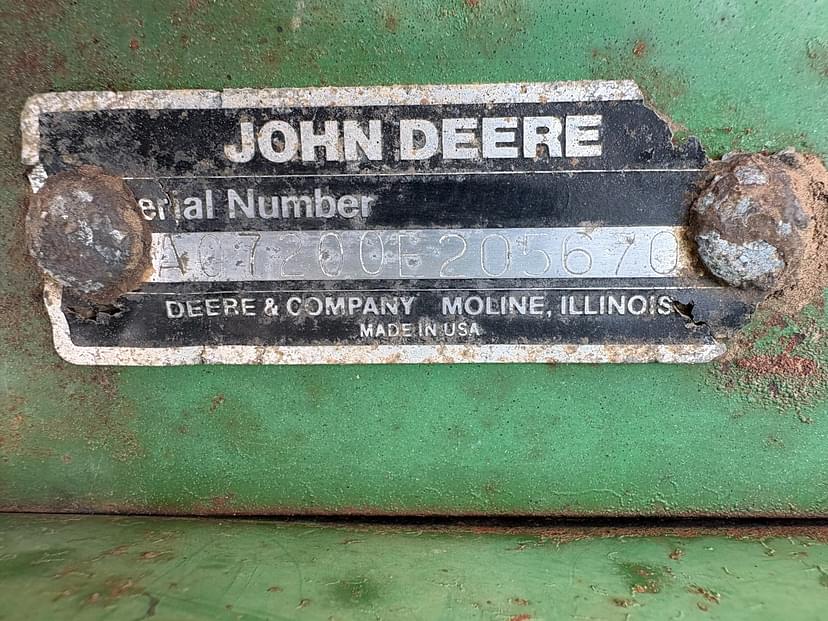 JOHN DEERE
erial Number
A07200E205670
DEERE & COMPANY MOLINE, ILLINOIS
MADE IN USA